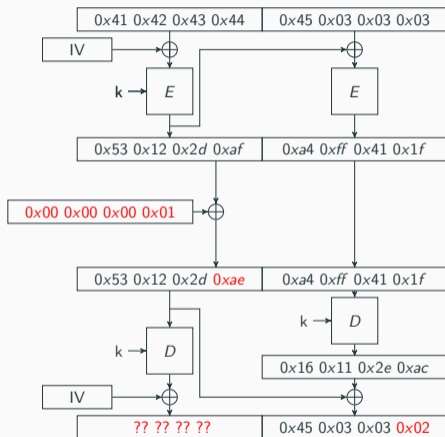 0x41 0x42 0x43 0x44 0x45 0x03 0x03 0x03
IV
k E E
0x53 0x12 0x2d 0xaf 0xa4 0xff 0x41 0x1f
0x00 0x00 0x00 0x01
0x53 0x12 0x2d 0xae 0xa4 0xff 0x41 0x1f
k D
k D
0x16 0x11 0x2e 0xac
IV
?? ?? ?? ?? 0x45 0x03 0x03 0x02